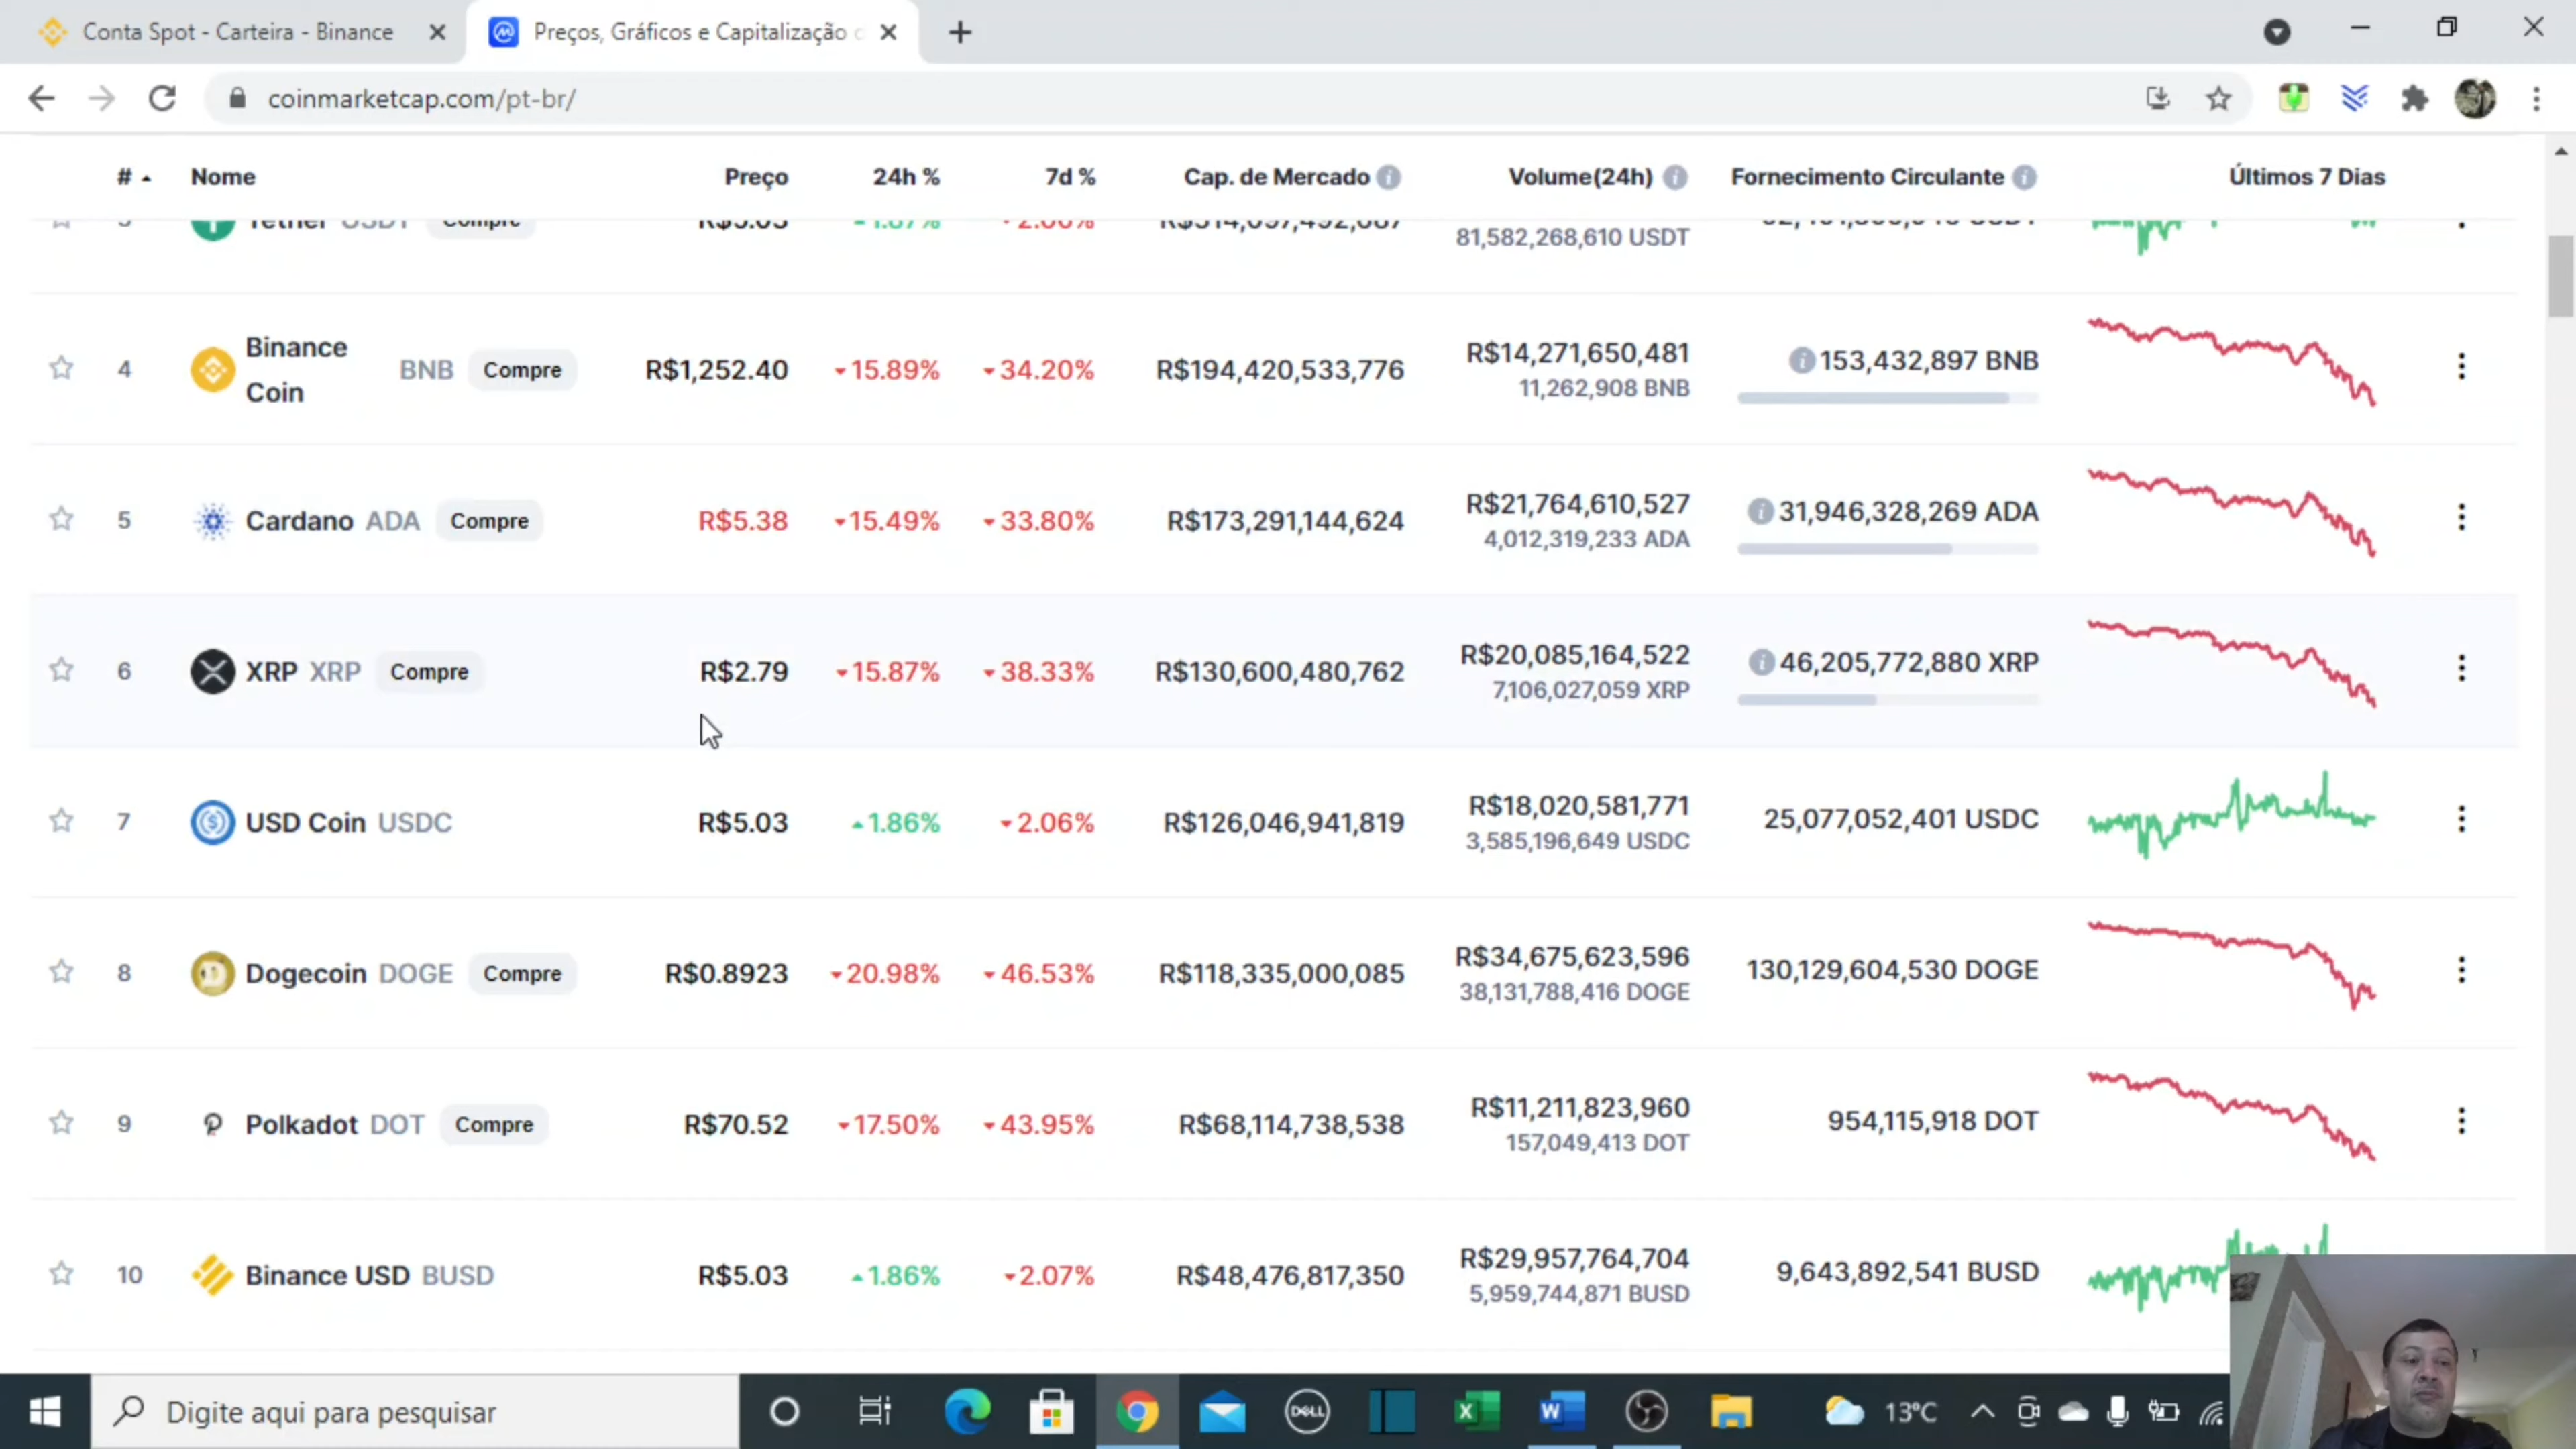 Conta Spot - Carteira - Binance
Preços, Gráficos e Capitalização
coinmarketcap.com/pt-br/
# Nome Preço 24h % 7d % Cap. de Mercado Volume(24h) Fornecimento Circulante Últimos 7 Dias
Tether USDT Compre R$5.03 1.87% 2.06%
81,582,268,610 USDT
4 Binance Coin BNB Compre R$1,252.40 15.89% 34.20% R$194,420,533,776 R$14,271,650,481 153,432,897 BNB
11,262,908 BNB
5 Cardano ADA Compre R$5.38 15.49% 33.80% R$173,291,144,624 R$21,764,610,527 31,946,328,269 ADA
4,012,319,233 ADA
6 XRP XRP Compre R$2.79 15.87% 38.33% R$130,600,480,762 R$20,085,164,522 46,205,772,880 XRP
7,106,027,059 XRP
7 USD Coin USDC R$5.03 1.86% 2.06% R$126,046,941,819 R$18,020,581,771 25,077,052,401 USDC
3,585,196,649 USDC
8 Dogecoin DOGE Compre R$0.8923 20.98% 46.53% R$118,335,000,085 R$34,675,623,596 130,129,604,530 DOGE
38,131,788,416 DOGE
9 Polkadot DOT Compre R$70.52 17.50% 43.95% R$68,114,738,538 R$11,211,823,960 954,115,918 DOT
157,049,413 DOT
10 Binance USD BUSD R$5.03 1.86% 2.07% R$48,476,817,350 R$29,957,764,704 9,643,892,541 BUSD
5,959,744,871 BUSD
Digite aqui para pesquisar
DELL
X
W
13°C